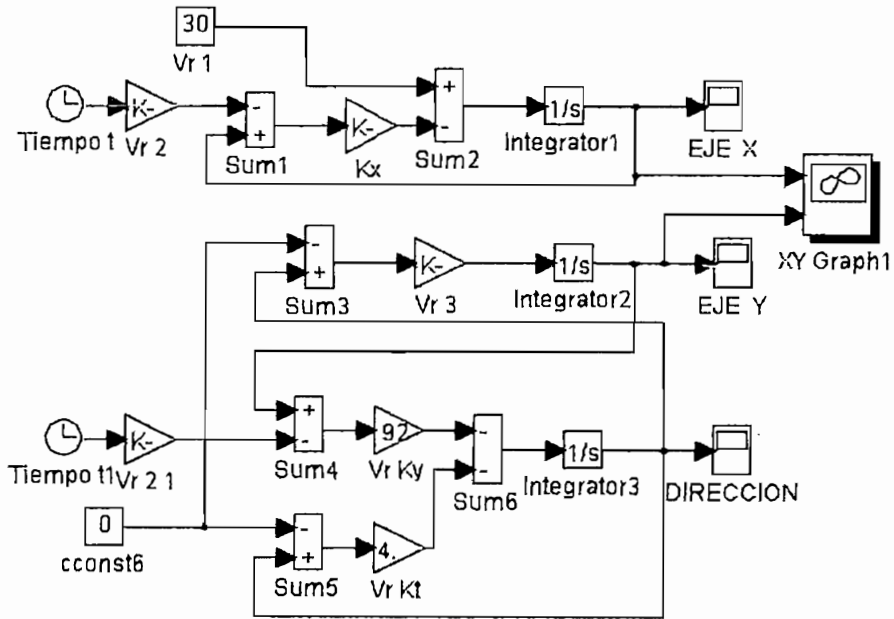 30
Vr 1
K-
Tiempo t
Vr 2
-
+
Sum1
K-
Kx
+
-
Sum2
1/s
Integrator1
EJE X
XY Graph1
-
+
Sum3
K-
Vr 3
1/s
Integrator2
EJE Y
K-
Tiempo t1
Vr 2 1
+
-
Sum4
92
Vr Ky
-
-
Sum6
1/s
Integrator3
DIRECCION
0
cconst6
-
+
Sum5
4.
Vr Kt